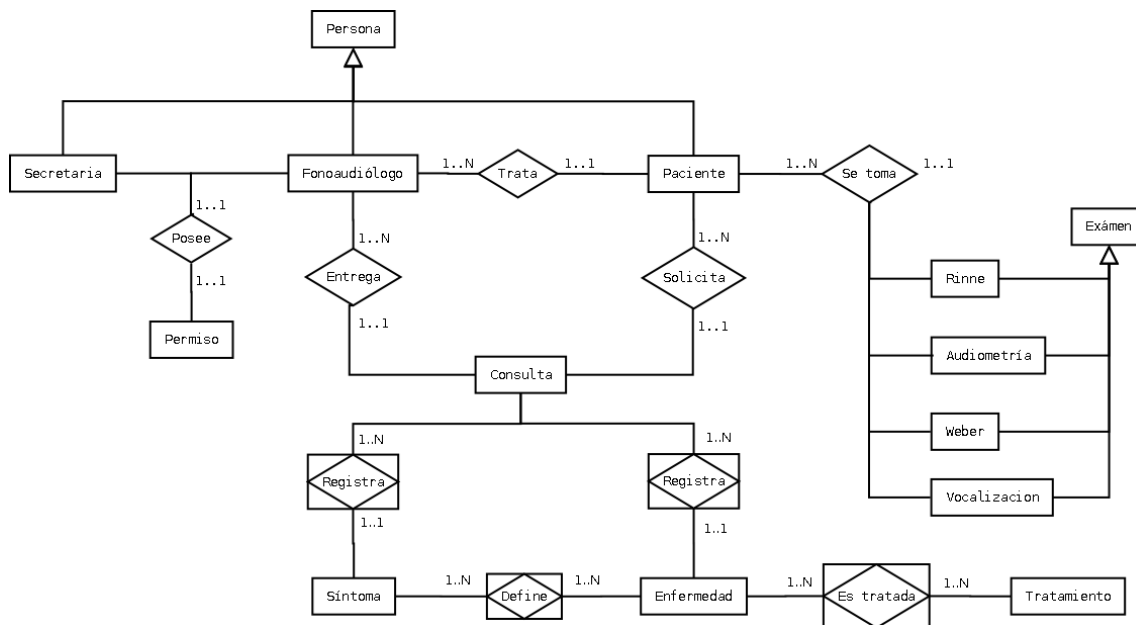 Persona
Secretaria
Fonoaudiólogo
1..N
Trata
1..1
Paciente
1..N
Se toma
1..1
1..1
Posee
1..1
Permiso
1..N
Entrega
1..1
1..N
Solicita
1..1
Exámen
Rinne
Audiometría
Weber
Vocalizacion
Consulta
1..N
Registra
1..1
1..N
Registra
1..1
Síntoma
1..N
Define
1..N
Enfermedad
1..N
Es tratada
1..N
Tratamiento